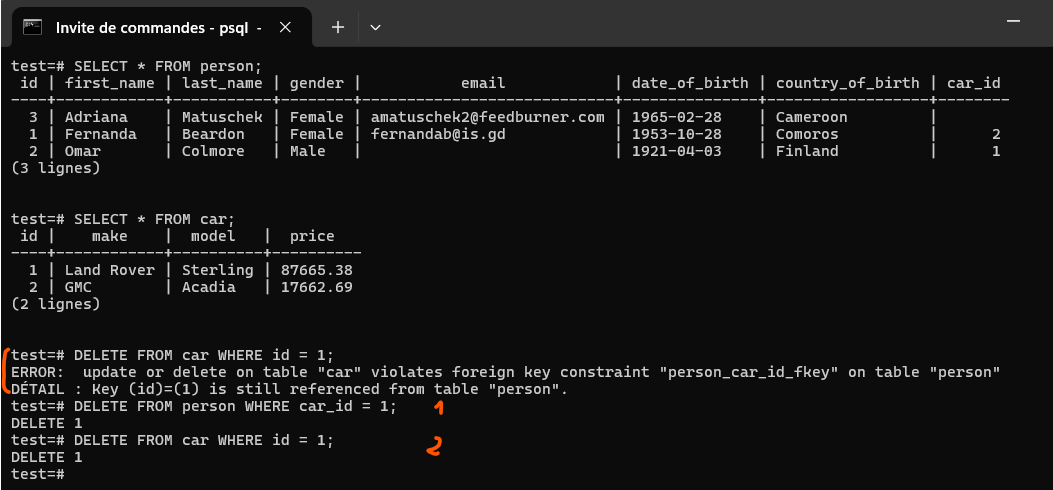 Invite de commandes - psql -
test=# SELECT * FROM person;
 id | first_name | last_name | gender |           email            | date_of_birth | country_of_birth | car_id
----+------------+-----------+--------+----------------------------+---------------+------------------+--------
  3 | Adriana    | Matuschek | Female | amatuschek2@feedburner.com | 1965-02-28    | Cameroon         |
  1 | Fernanda   | Beardon   | Female | fernandab@is.gd            | 1953-10-28    | Comoros          |      2
  2 | Omar       | Colmore   | Male   |                            | 1921-04-03    | Finland          |      1
(3 lignes)
test=# SELECT * FROM car;
 id |    make    |  model   |  price
----+------------+----------+----------
  1 | Land Rover | Sterling | 87665.38
  2 | GMC        | Acadia   | 17662.69
(2 lignes)
test=# DELETE FROM car WHERE id = 1;
ERROR:  update or delete on table "car" violates foreign key constraint "person_car_id_fkey" on table "person"
DÉTAIL : Key (id)=(1) is still referenced from table "person".
test=# DELETE FROM person WHERE car_id = 1; 1
DELETE 1
test=# DELETE FROM car WHERE id = 1; 2
DELETE 1
test=#